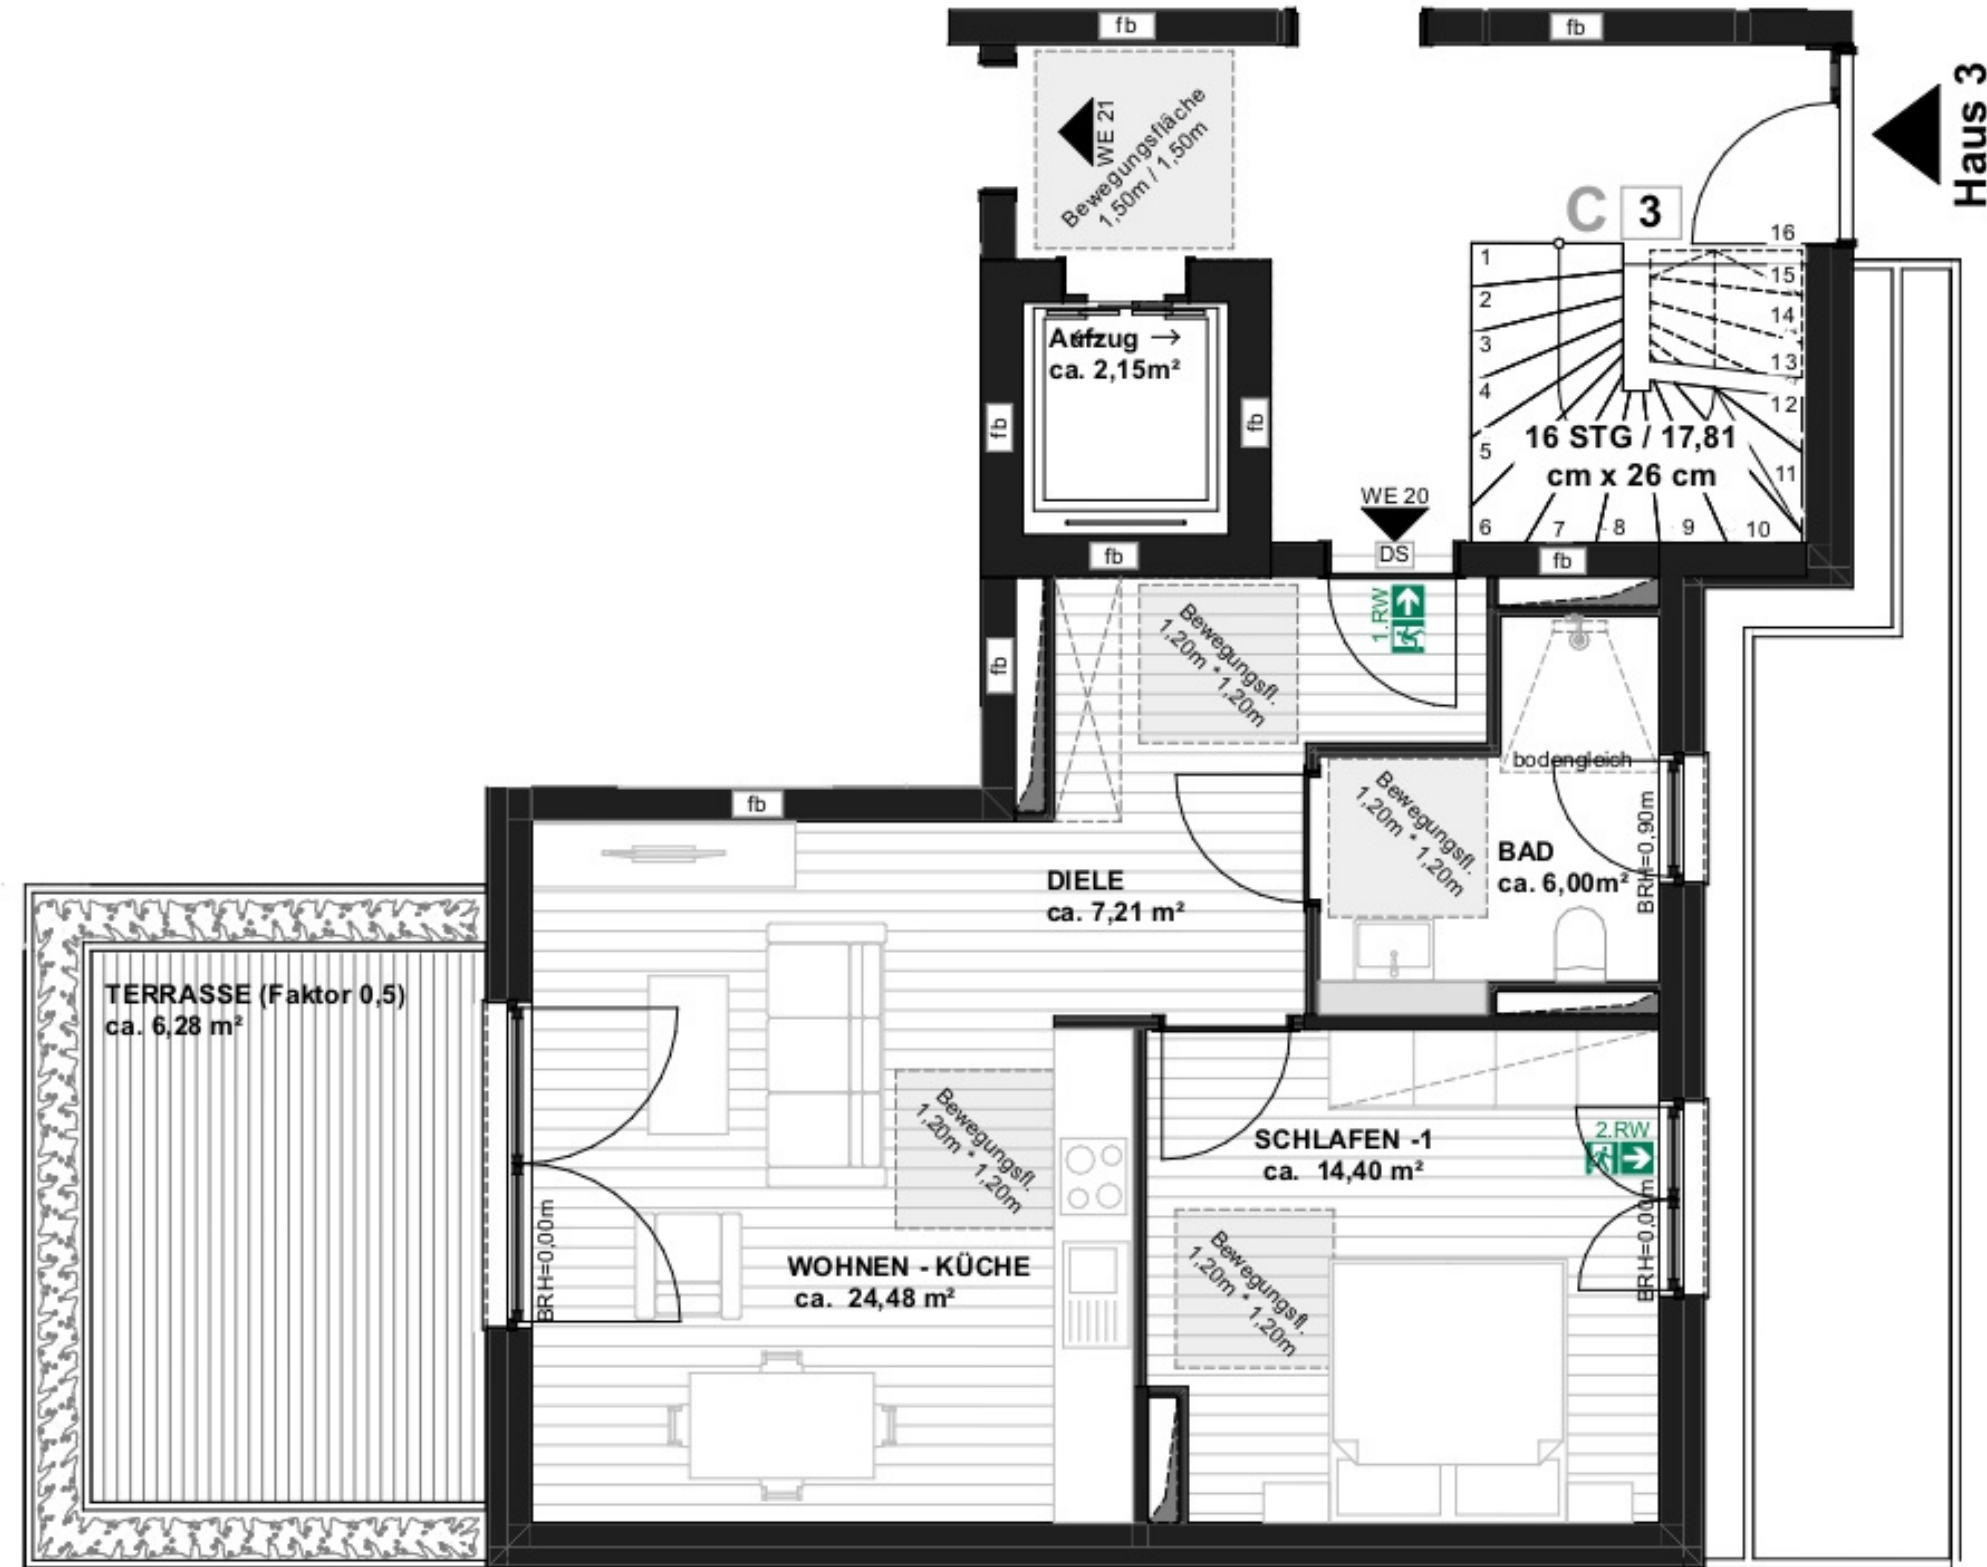 fb
fb
Haus 3
WE 21
Bewegungsfläche
1,50m / 1,50m
C 3
16
1
15
2
14
3
13
4
12
Aufzug →
ca. 2,15m²
fb
fb
16 STG / 17,81
cm x 26 cm
5
11
6 7 8 9 10
WE 20
DS
fb
fb
1.RW
Bewegungsfl.
1,20m * 1,20m
fb
bodengleich
fb
Bewegungsfl.
1,20m * 1,20m
BAD
ca. 6,00m²
BRH=0,90m
DIELE
ca. 7,21 m²
TERRASSE (Faktor 0,5)
ca. 6,28 m²
Bewegungsfl.
1,20m * 1,20m
SCHLAFEN -1
ca. 14,40 m²
2.RW
BRH=0,00m
BRH=0,00m
WOHNEN - KÜCHE
ca. 24,48 m²
Bewegungsfl.
1,20m * 1,20m